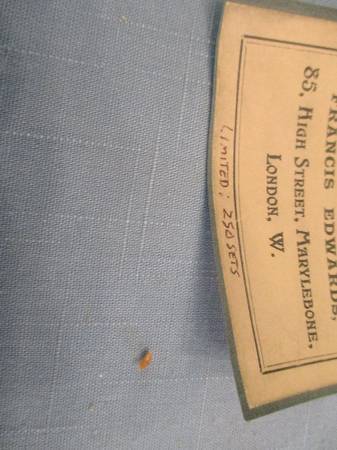 FRANCIS EDWARDS,
85, HIGH STREET, MARYLEBONE,
LONDON, W.
LIMITED; 250 SETS